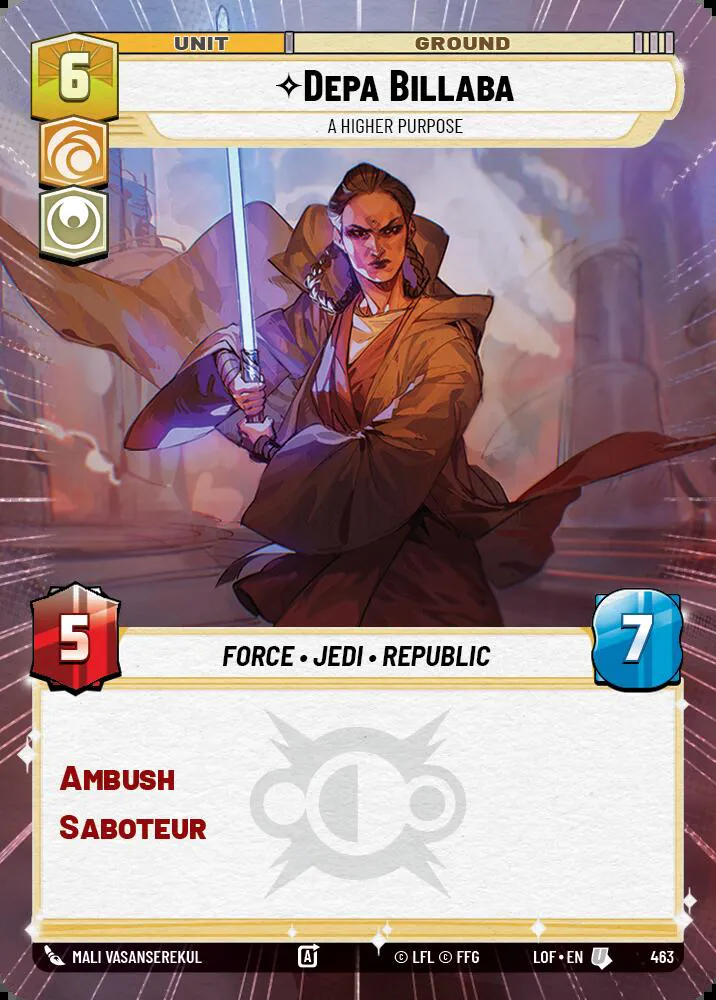 UNIT
GROUND
6
DEPA BILLABA
A HIGHER PURPOSE
5
7
FORCE • JEDI • REPUBLIC
AMBUSH
SABOTEUR
MALI VASANSEREKUL
A
© LFL © FFG
LOF • EN
463